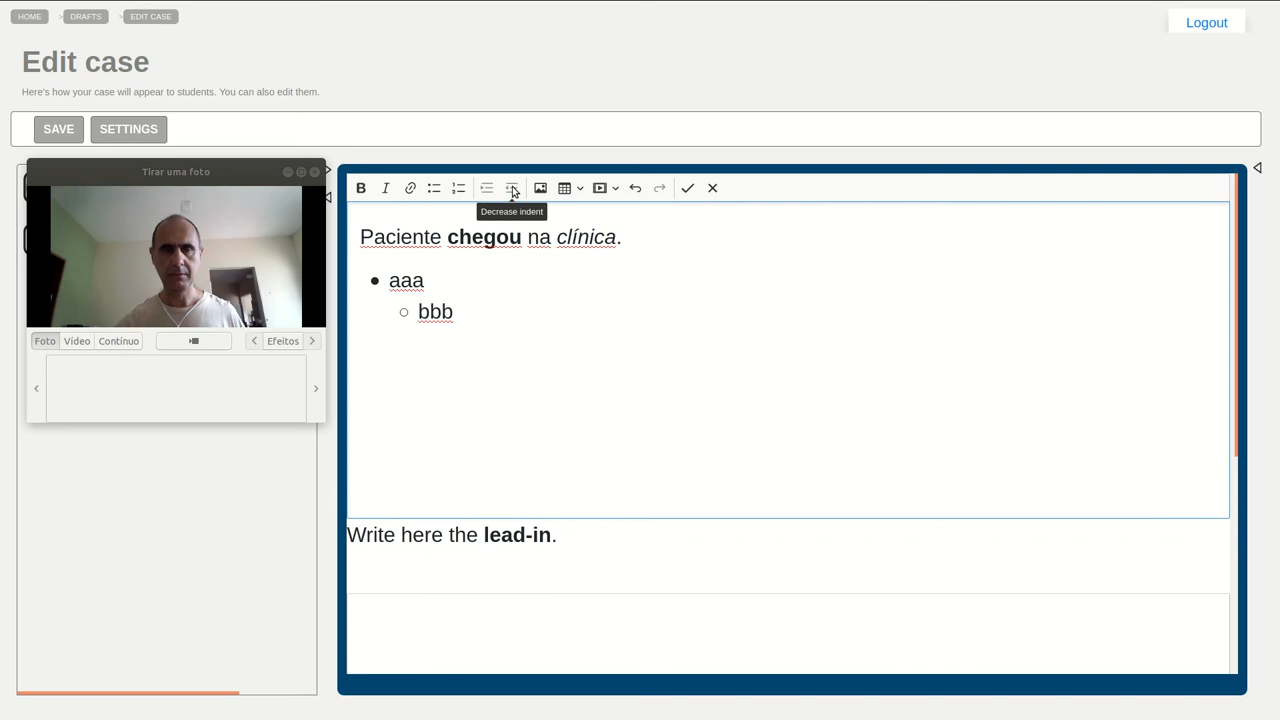 HOME > DRAFTS > EDIT CASE
Logout
Edit case
Here's how your case will appear to students. You can also edit them.
SAVE SETTINGS
Tirar uma foto
Foto Vídeo Contínuo Efeitos
B I
Decrease indent
Paciente chegou na clínica.
aaa
bbb
Write here the lead-in.